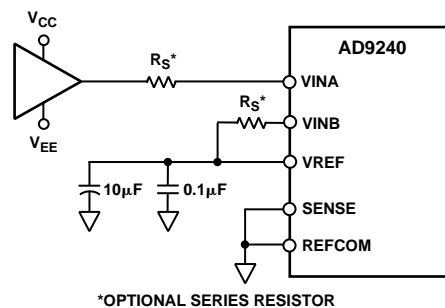 VCC
AD9240
RS*
VINA
RS*
VINB
VEE
VREF
10µF
0.1µF
SENSE
REFCOM
*OPTIONAL SERIES RESISTOR